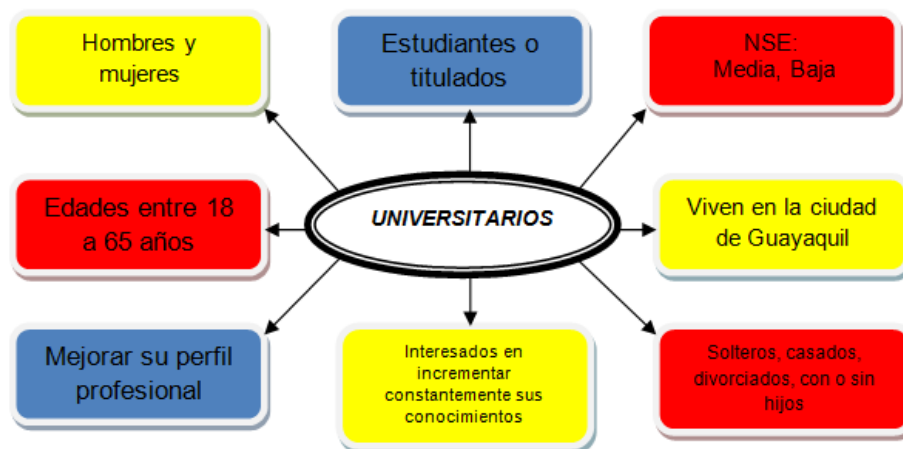 Hombres y
mujeres
Estudiantes o
titulados
NSE:
Media, Baja
Edades entre 18
a 65 años
UNIVERSITARIOS
Viven en la ciudad
de Guayaquil
Mejorar su perfil
profesional
Interesados en
incrementar
constantemente sus
conocimientos
Solteros, casados,
divorciados, con o sin
hijos